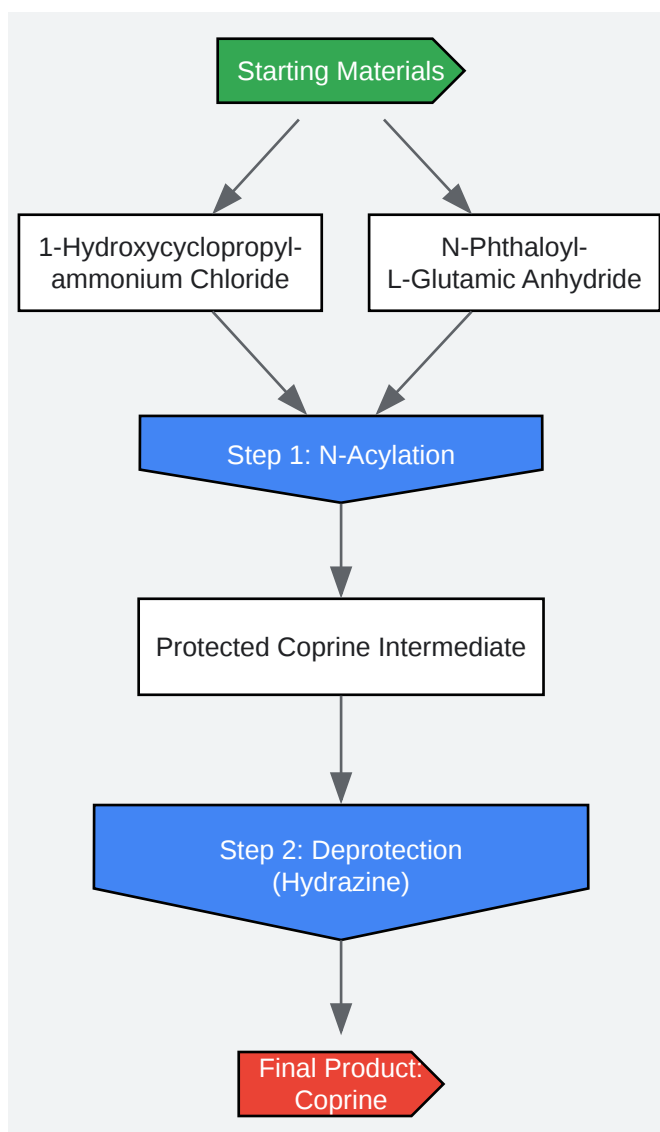 Starting Materials
1-Hydroxycyclopropyl-
ammonium Chloride
N-Phthaloyl-
L-Glutamic Anhydride
Step 1: N-Acylation
Protected Coprine Intermediate
Step 2: Deprotection
(Hydrazine)
Final Product:
Coprine